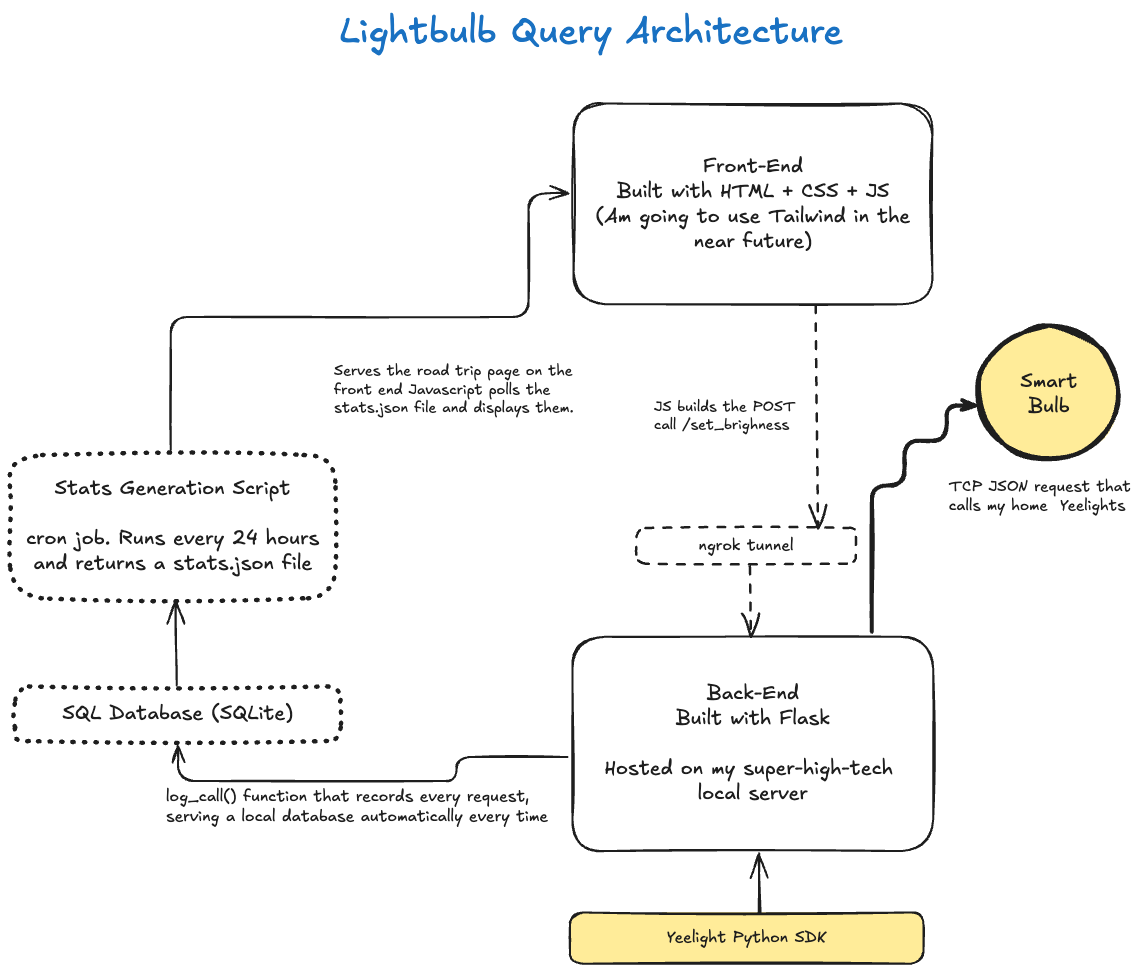 Lightbulb Query Architecture
Front-End
Built with HTML + CSS + JS
(Am going to use Tailwind in the
near future)
Serves the road trip page on the
front end Javascript polls the
stats.json file and displays them.
JS builds the POST
call /set_brighness
Smart
Bulb
TCP JSON request that
calls my home Yeelights
Stats Generation Script
cron job. Runs every 24 hours
and returns a stats.json file
ngrok tunnel
SQL Database (SQLite)
Back-End
Built with Flask
Hosted on my super-high-tech
local server
log_call() function that records every request,
serving a local database automatically every time
Yeelight Python SDK